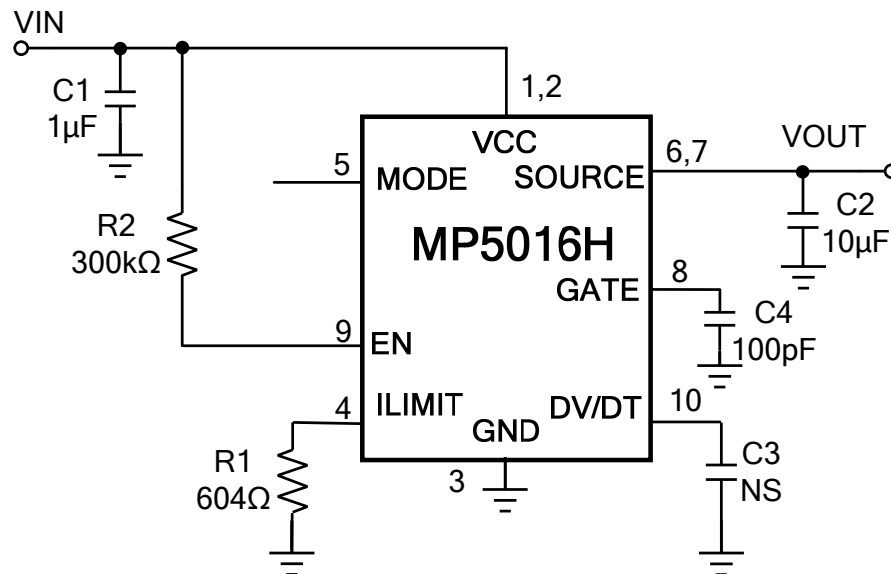 VIN
C1
1µF
1,2
VCC
5
MODE
SOURCE
6,7
VOUT
C2
10µF
R2
300kΩ
MP5016H
GATE
8
C4
100pF
9
EN
4
ILIMIT
DV/DT
10
GND
3
R1
604Ω
C3
NS